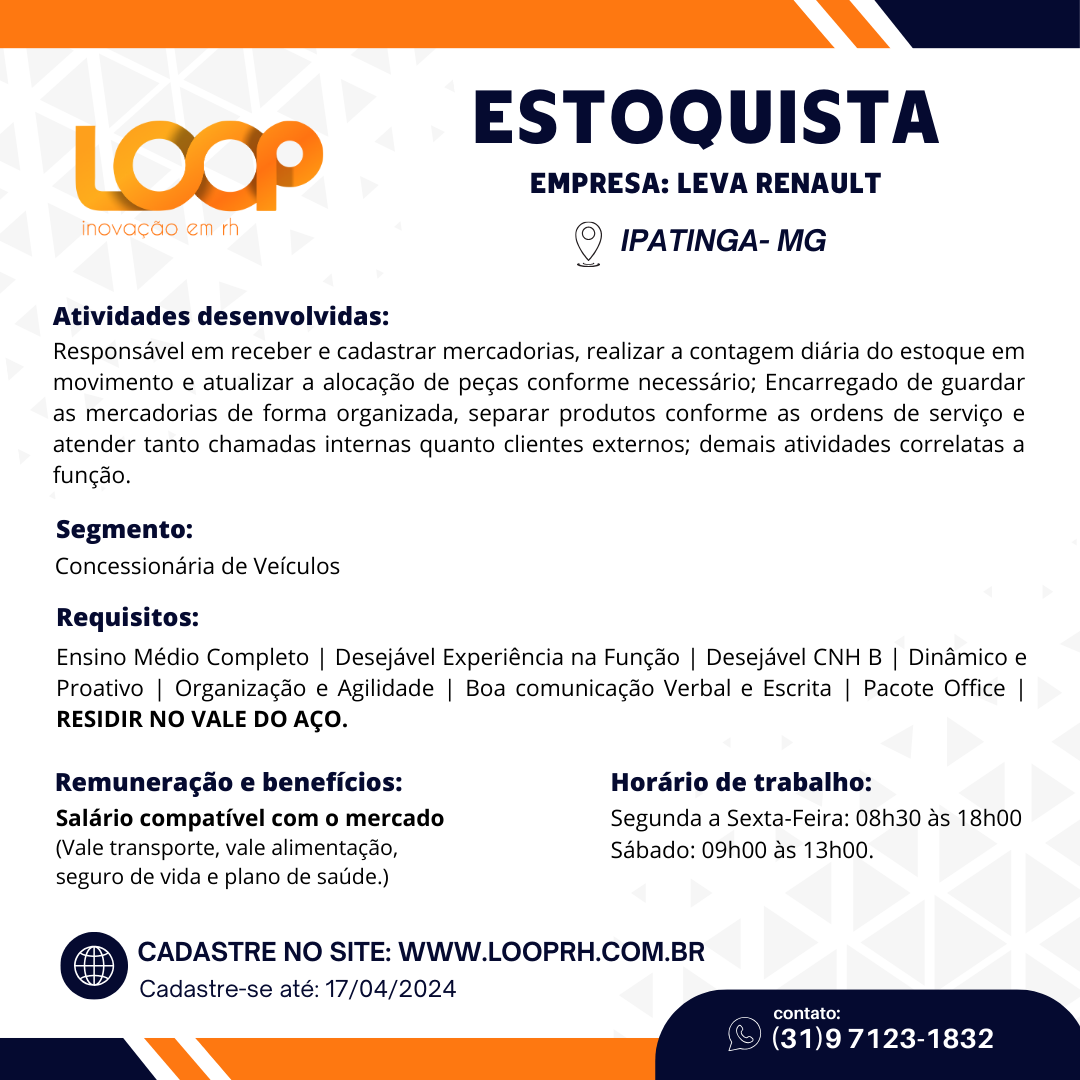 LOOP
inovação em rh
ESTOQUISTA
EMPRESA: LEVA RENAULT
IPATINGA- MG
Atividades desenvolvidas:
Responsável em receber e cadastrar mercadorias, realizar a contagem diária do estoque em
movimento e atualizar a alocação de peças conforme necessário; Encarregado de guardar
as mercadorias de forma organizada, separar produtos conforme as ordens de serviço e
atender tanto chamadas internas quanto clientes externos; demais atividades correlatas a
função.
Segmento:
Concessionária de Veículos
Requisitos:
Ensino Médio Completo | Desejável Experiência na Função | Desejável CNH B | Dinâmico e
Proativo | Organização e Agilidade | Boa comunicação Verbal e Escrita | Pacote Office |
RESIDIR NO VALE DO AÇO.
Remuneração e benefícios:
Salário compatível com o mercado
(Vale transporte, vale alimentação,
seguro de vida e plano de saúde.)
Horário de trabalho:
Segunda a Sexta-Feira: 08h30 às 18h00
Sábado: 09h00 às 13h00.
CADASTRE NO SITE: WWW.LOOPRH.COM.BR
Cadastre-se até: 17/04/2024
contato:
(31)9 7123-1832